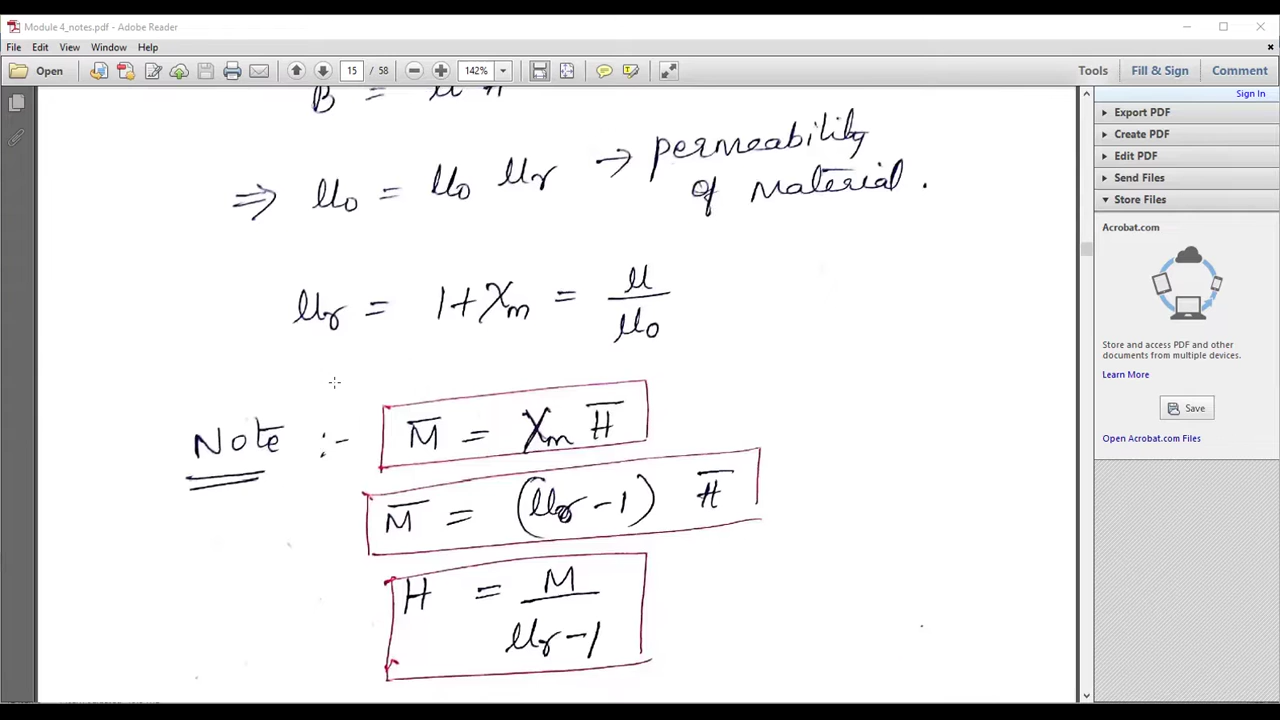 Module 4_notes.pdf - Adobe Reader
File Edit View Window Help
Open 15 / 58 142% Tools Fill & Sign Comment
Sign In
Export PDF
Create PDF
Edit PDF
Send Files
Store Files
Acrobat.com
Store and access PDF and other
documents from multiple devices.
Learn More
Save
Open Acrobat.com Files
B = μ H
⇒ μ₀ = μ₀ μᵣ → permeability
of material.
μᵣ = 1+χₘ = μ/μ₀
Note :- M̅ = χₘ H̅
M̅ = (μᵣ -1) H̅
H = M/(μᵣ-1)